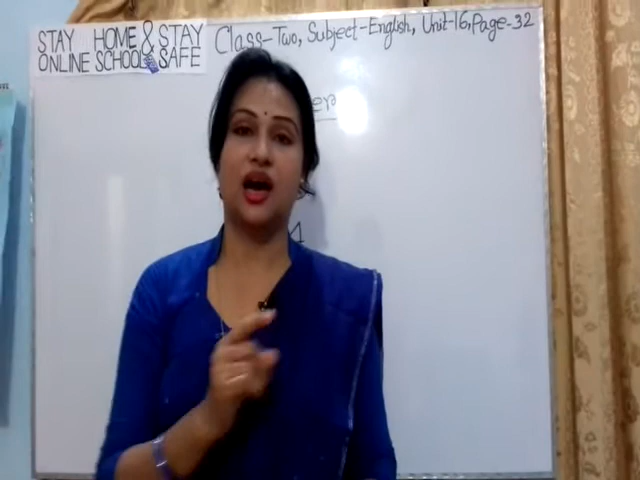 STAY HOME & STAY
ONLINE SCHOOL SAFE
Class-Two, Subject-English, Unit-16, Page-32